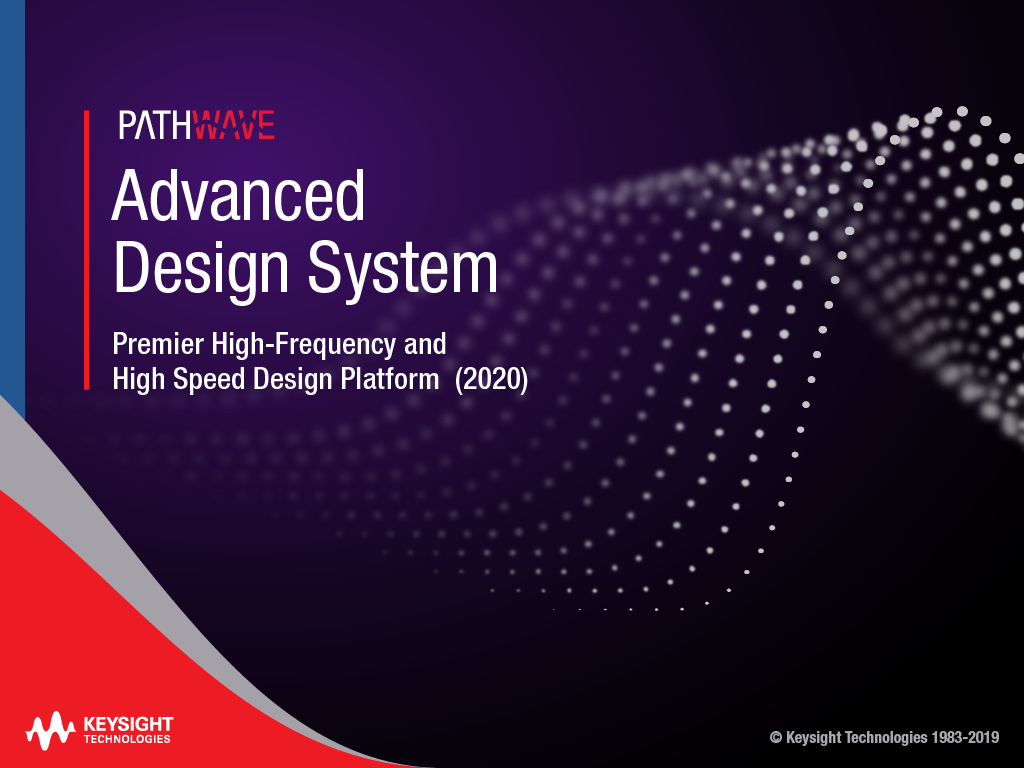 PATHWAVE
Advanced
Design System
Premier High-Frequency and
High Speed Design Platform (2020)
KEYSIGHT
TECHNOLOGIES
© Keysight Technologies 1983-2019